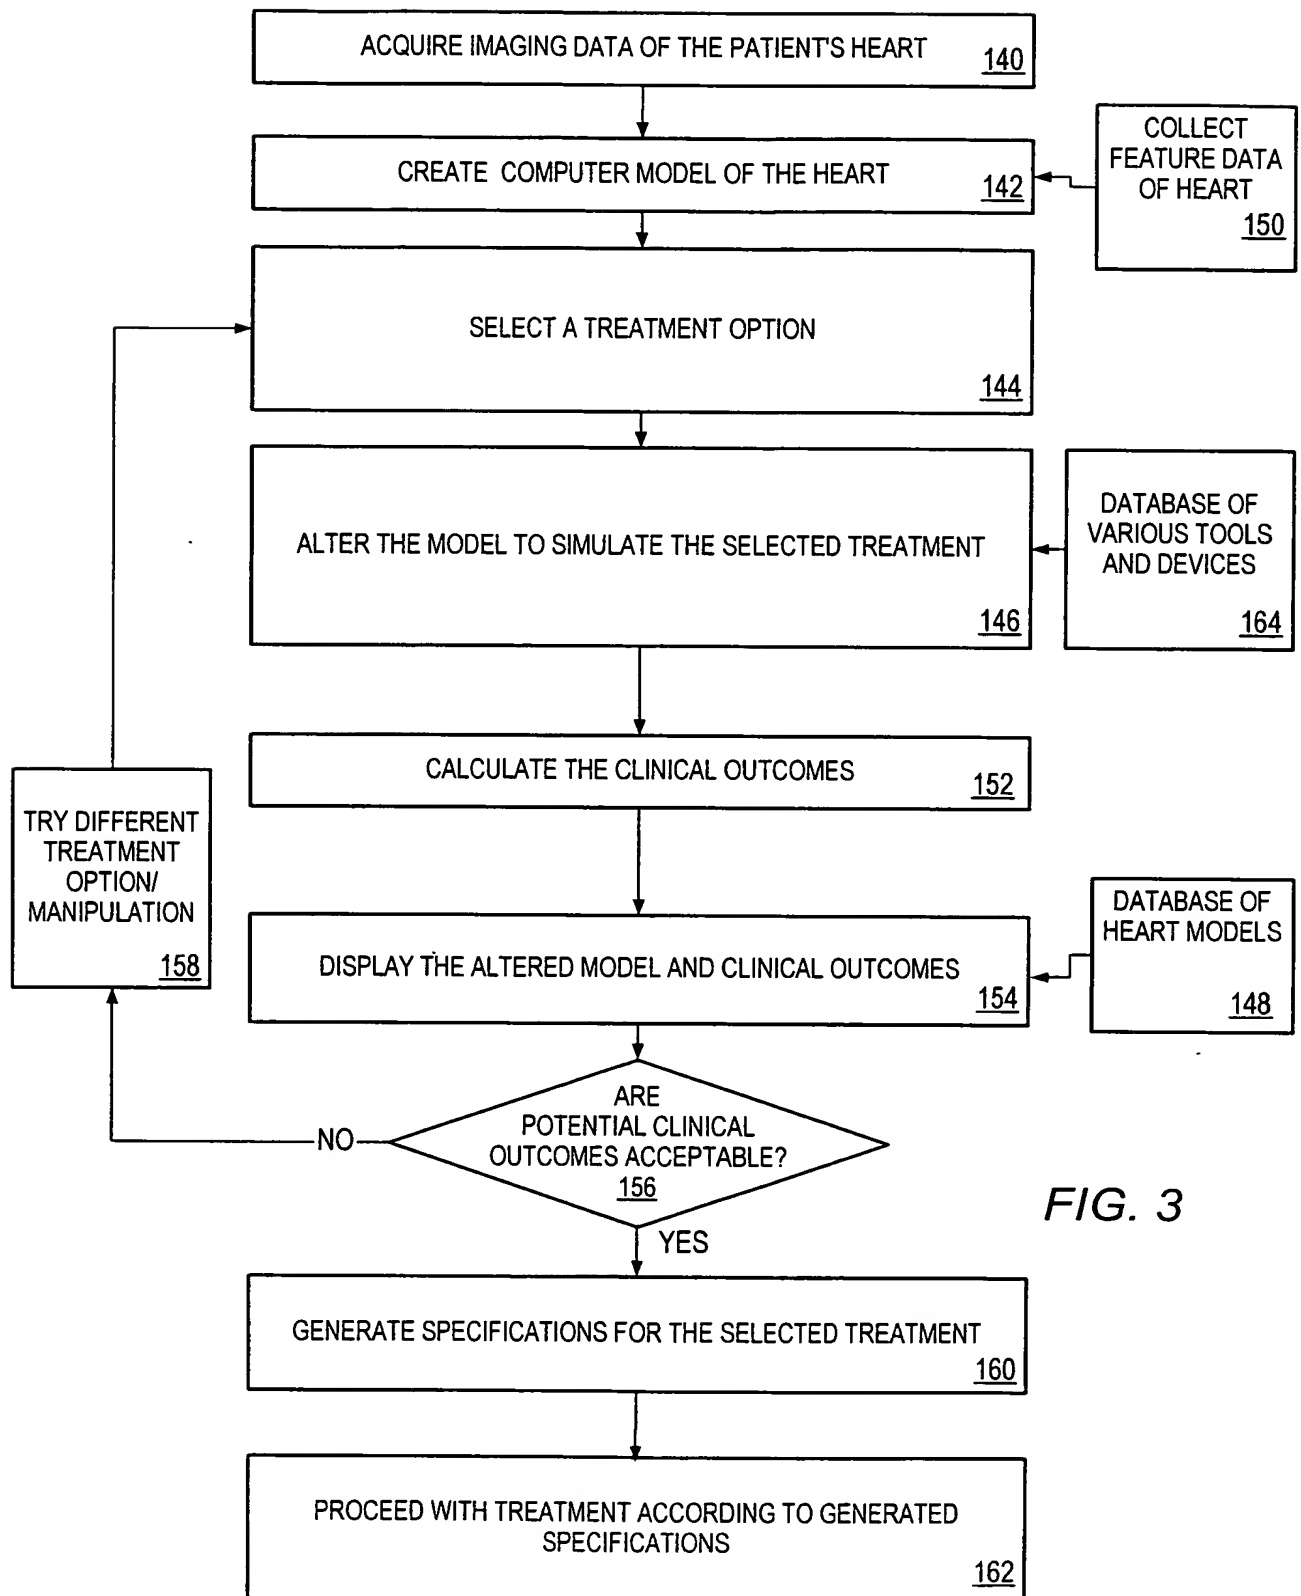 ACQUIRE IMAGING DATA OF THE PATIENT'S HEART
140
CREATE COMPUTER MODEL OF THE HEART
142
COLLECT
FEATURE DATA
OF HEART
150
SELECT A TREATMENT OPTION
144
ALTER THE MODEL TO SIMULATE THE SELECTED TREATMENT
146
DATABASE OF
VARIOUS TOOLS
AND DEVICES
164
CALCULATE THE CLINICAL OUTCOMES
152
TRY DIFFERENT
TREATMENT
OPTION/
MANIPULATION
158
DISPLAY THE ALTERED MODEL AND CLINICAL OUTCOMES
154
DATABASE OF
HEART MODELS
148
ARE
POTENTIAL CLINICAL
OUTCOMES ACCEPTABLE?
156
NO
YES
FIG. 3
GENERATE SPECIFICATIONS FOR THE SELECTED TREATMENT
160
PROCEED WITH TREATMENT ACCORDING TO GENERATED
SPECIFICATIONS
162